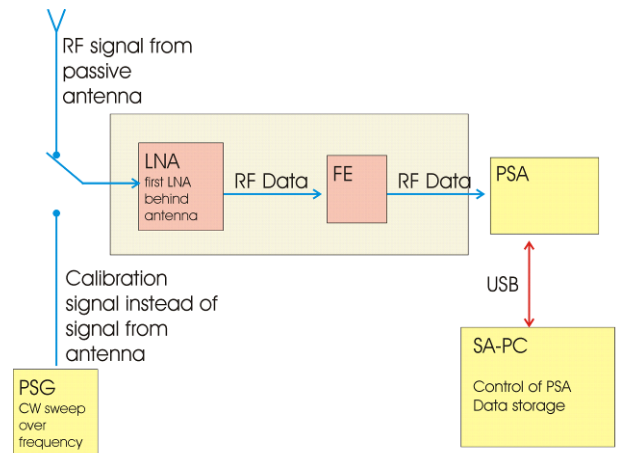 RF signal from
passive
antenna
LNA
first LNA
behind
antenna
RF Data
FE
RF Data
PSA
USB
Calibration
signal instead of
signal from
antenna
SA-PC
Control of PSA
Data storage
PSG
CW sweep
over
frequency